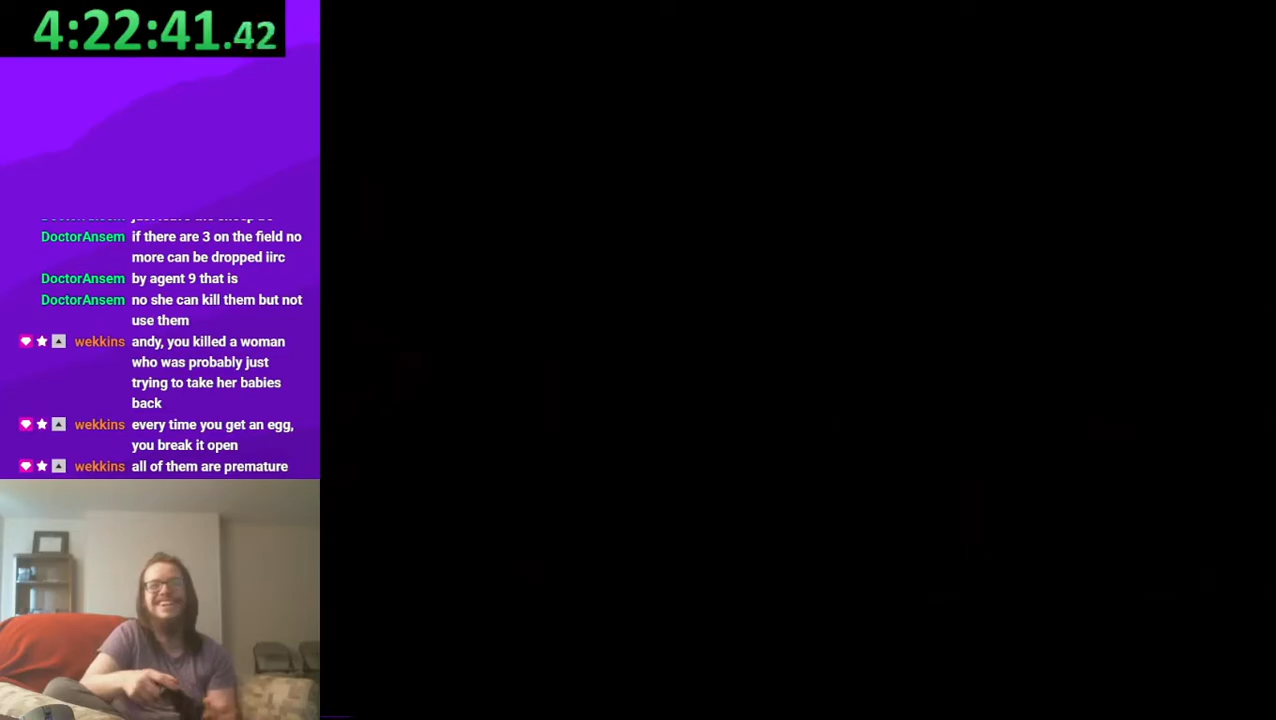 4:22:41.42
DoctorAnsem if there are 3 on the field no
more can be dropped iirc
DoctorAnsem by agent 9 that is
DoctorAnsem no she can kill them but not
use them
wekkins andy, you killed a woman
who was probably just
trying to take her babies
back
wekkins every time you get an egg,
you break it open
wekkins all of them are premature